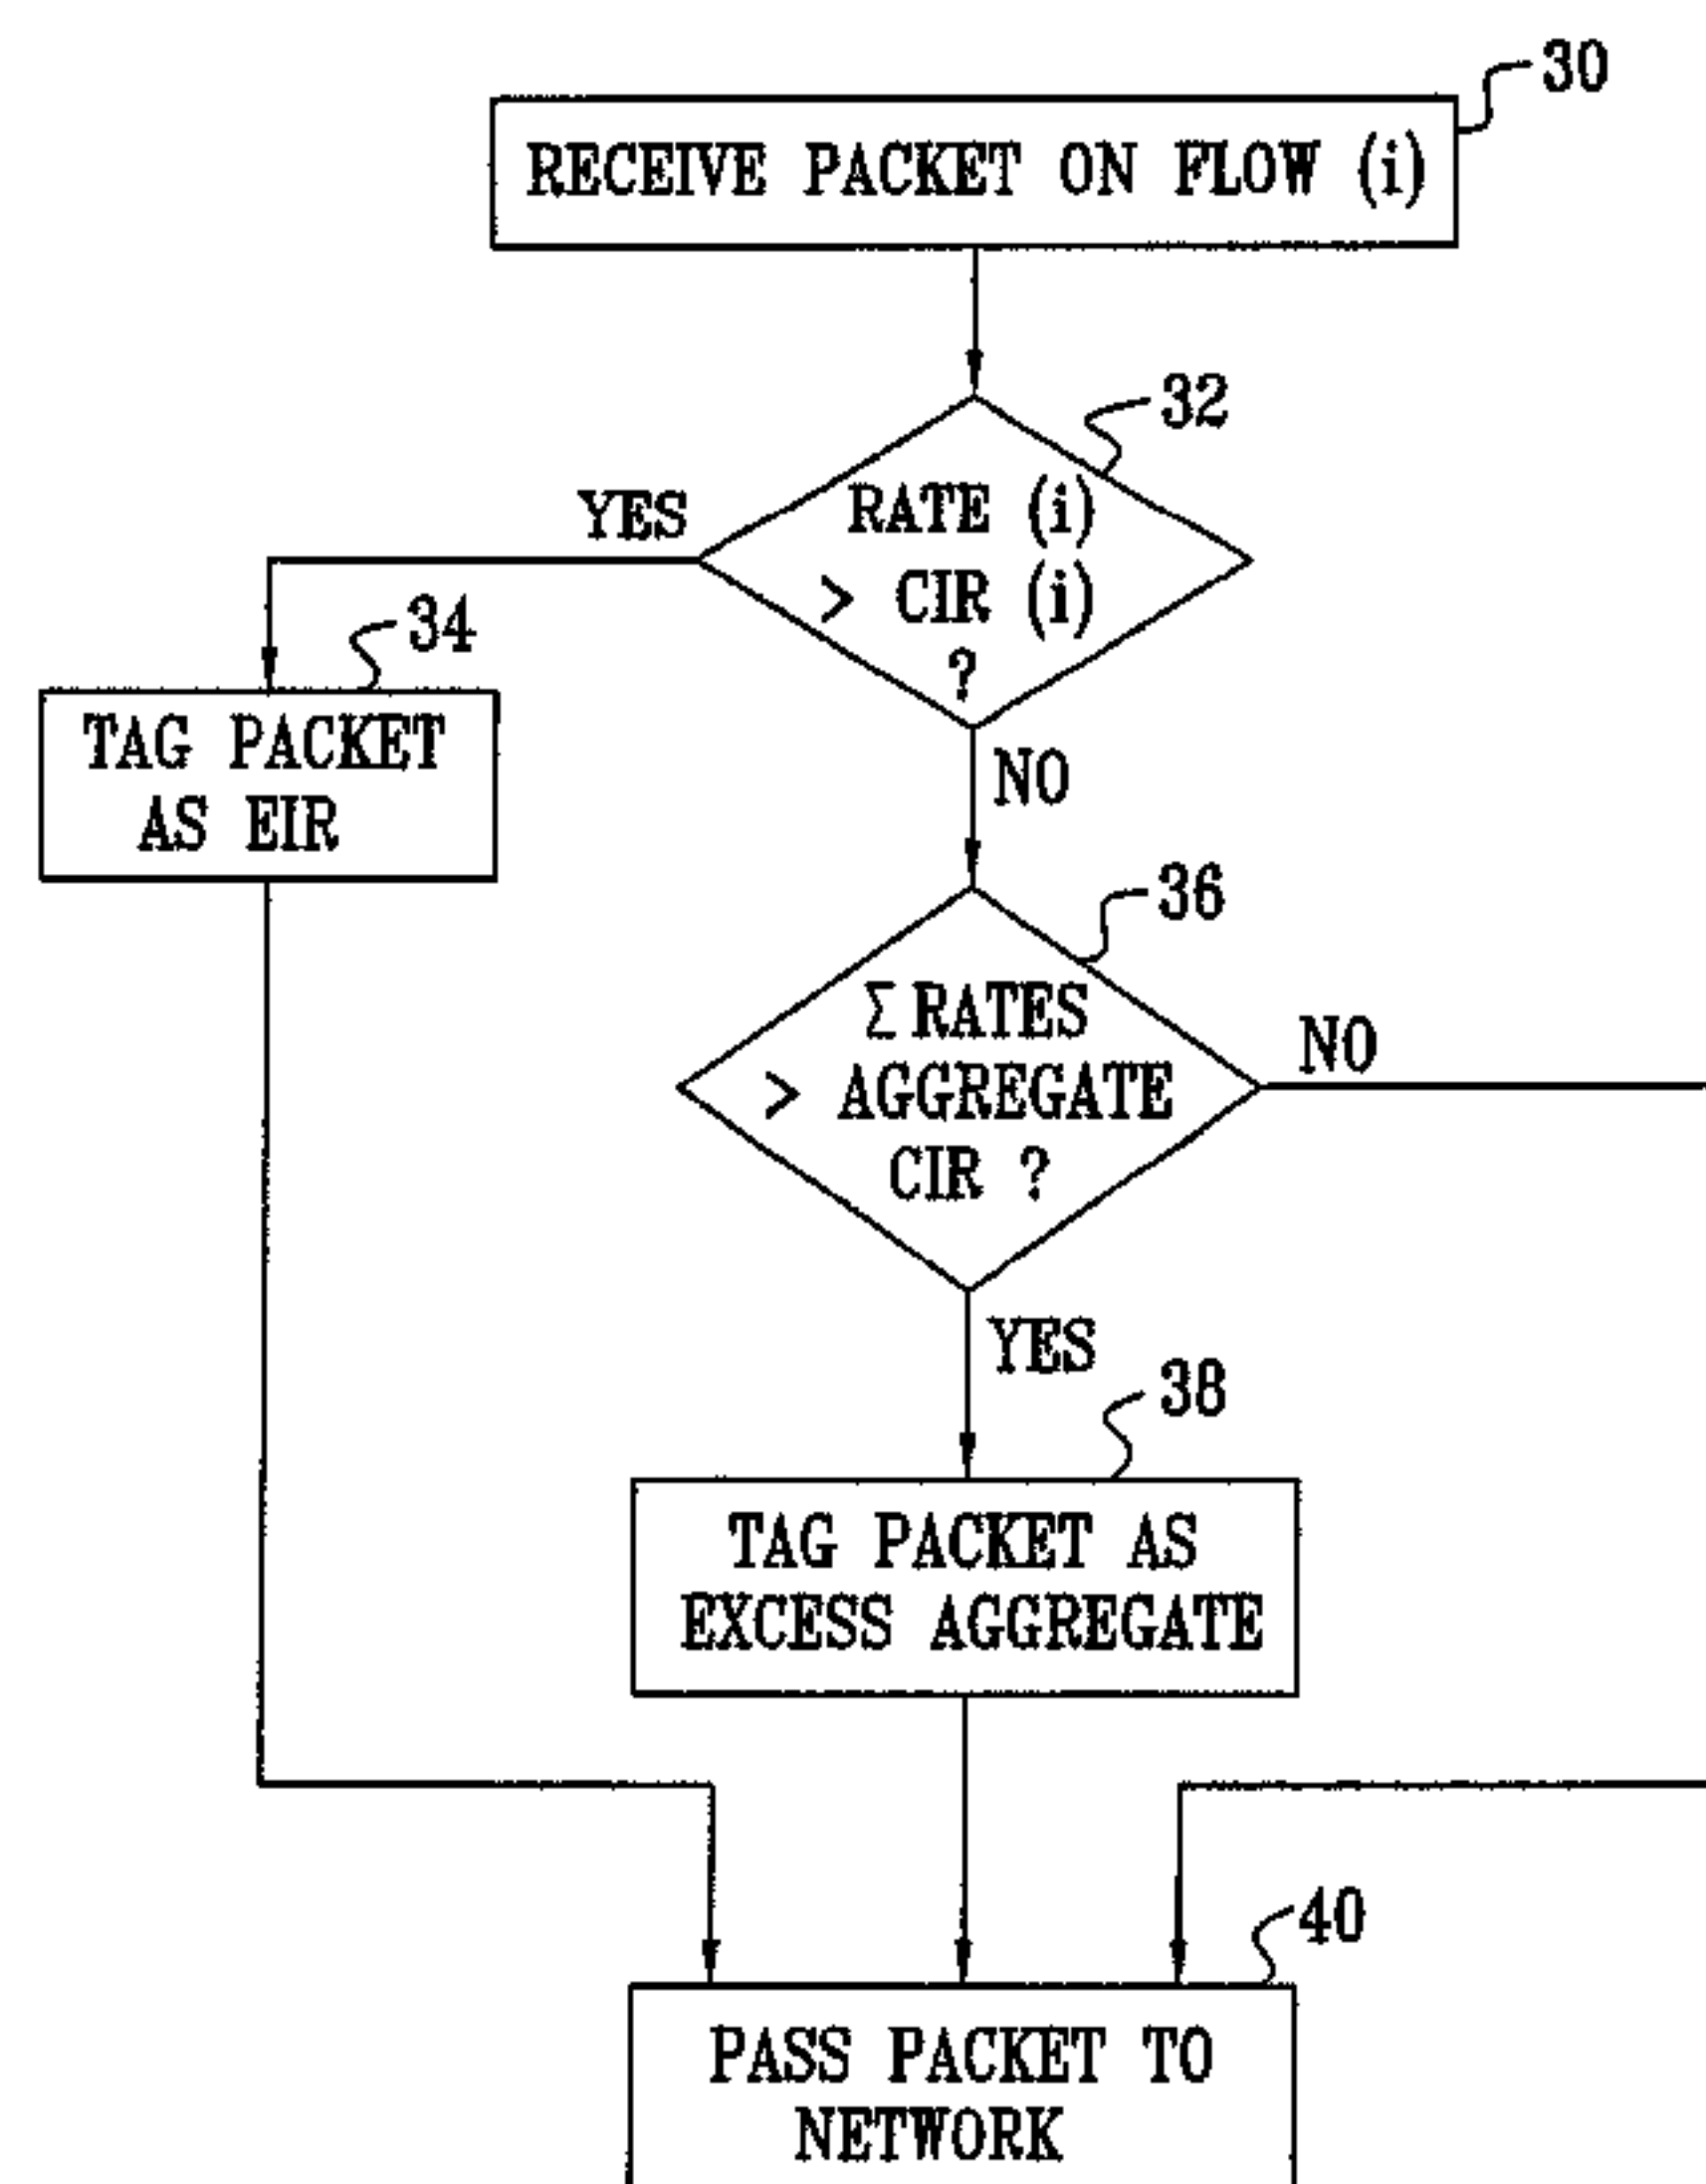 30
RECEIVE PACKET ON FLOW (i)
32
RATE (i)
> CIR (i)
?
YES
34
TAG PACKET
AS EIR
NO
36
Σ RATES
> AGGREGATE
CIR ?
NO
YES
38
TAG PACKET AS
EXCESS AGGREGATE
40
PASS PACKET TO
NETWORK